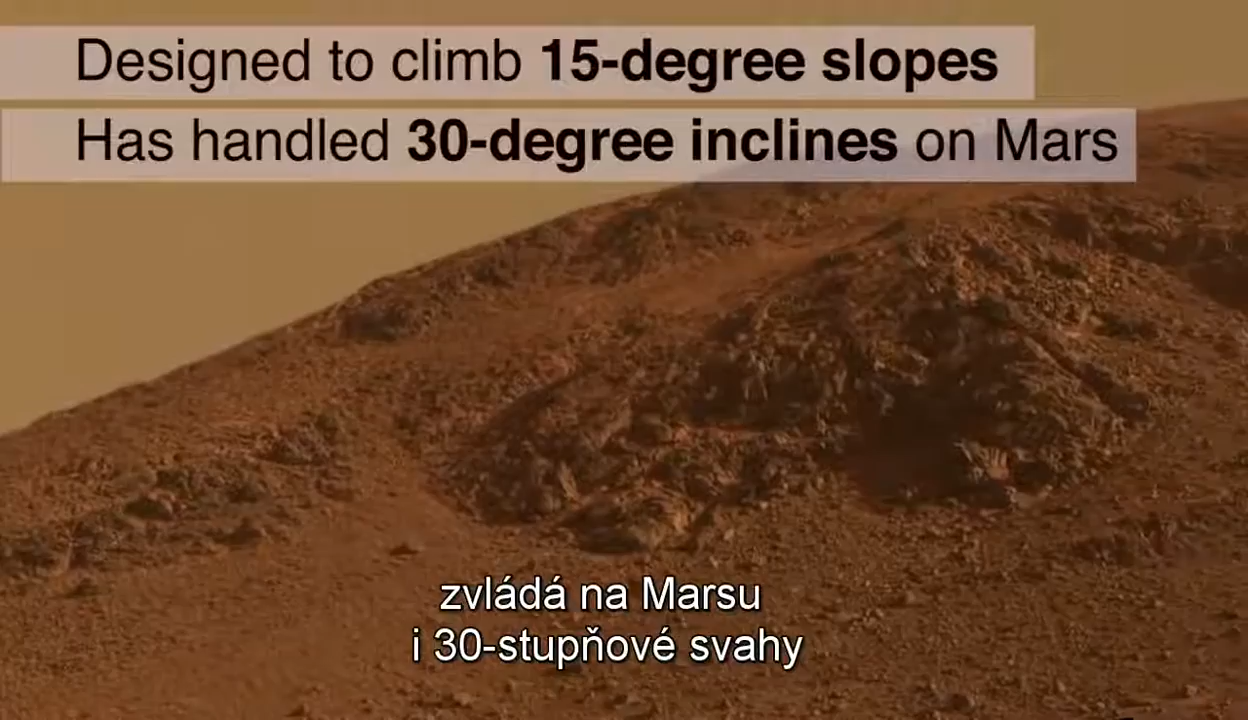 Designed to climb 15-degree slopes
Has handled 30-degree inclines on Mars
zvládá na Marsu
i 30-stupňové svahy